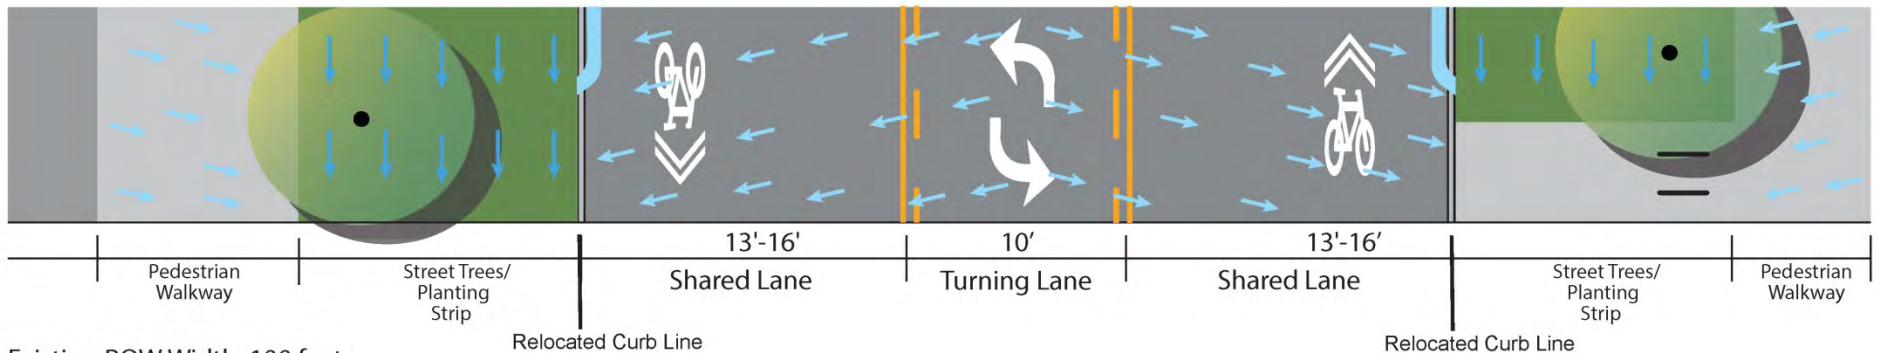 13'-16'
10'
13'-16'
Pedestrian
Walkway
Street Trees/
Planting
Strip
Shared Lane
Turning Lane
Shared Lane
Street Trees/
Planting
Strip
Pedestrian
Walkway
Relocated Curb Line
Relocated Curb Line